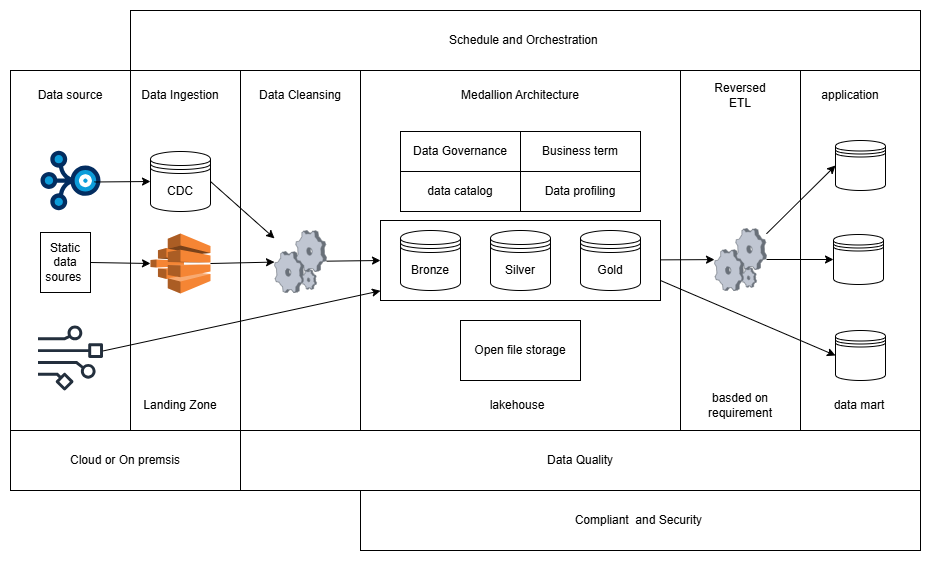 Schedule and Orchestration
Data source
Data Ingestion
Data Cleansing
Medallion Architecture
Reversed
ETL
application
Data Governance
Business term
data catalog
Data profiling
CDC
Static
data
soures
Bronze
Silver
Gold
Open file storage
Landing Zone
lakehouse
basded on
requirement
data mart
Cloud or On premsis
Data Quality
Compliant  and Security